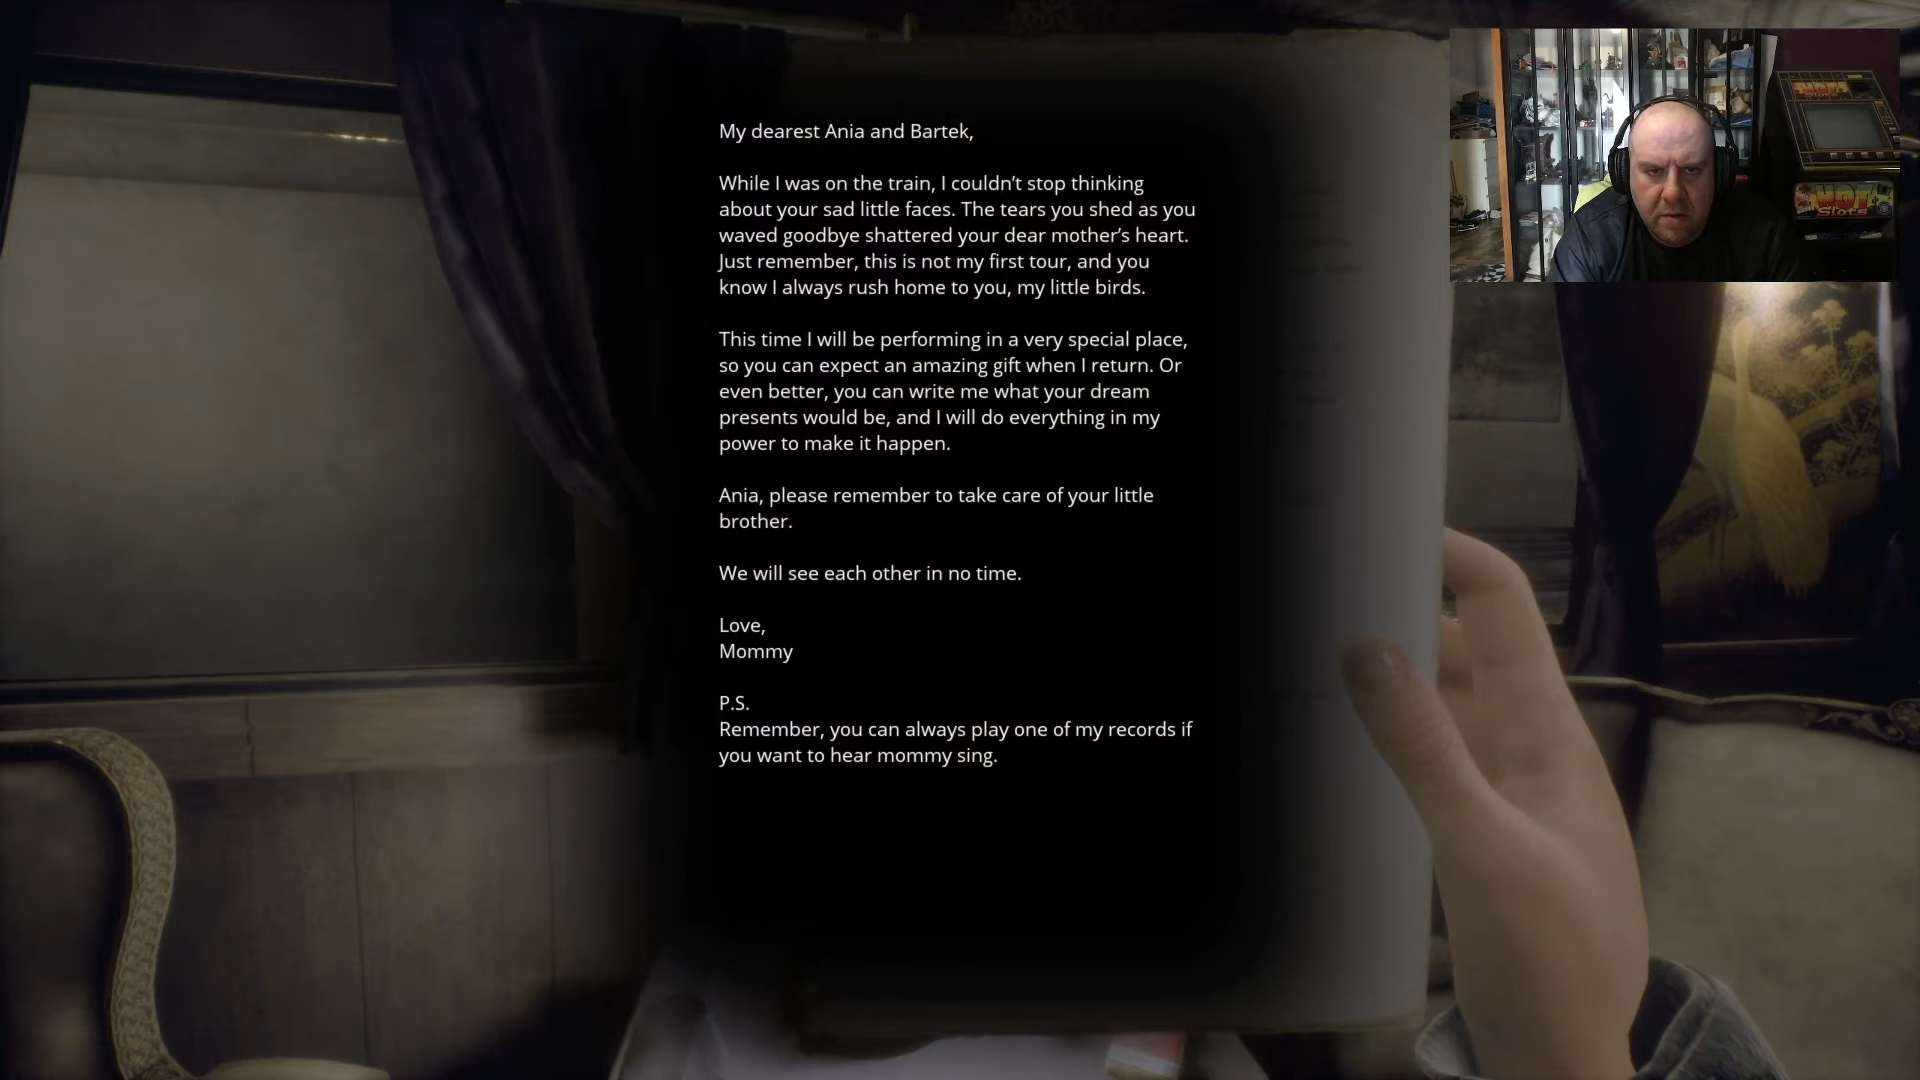 My dearest Ania and Bartek,
While I was on the train, I couldn’t stop thinking
about your sad little faces. The tears you shed as you
waved goodbye shattered your dear mother’s heart.
Just remember, this is not my first tour, and you
know I always rush home to you, my little birds.
This time I will be performing in a very special place,
so you can expect an amazing gift when I return. Or
even better, you can write me what your dream
presents would be, and I will do everything in my
power to make it happen.
Ania, please remember to take care of your little
brother.
We will see each other in no time.
Love,
Mommy
P.S.
Remember, you can always play one of my records if
you want to hear mommy sing.
HOT
Slots